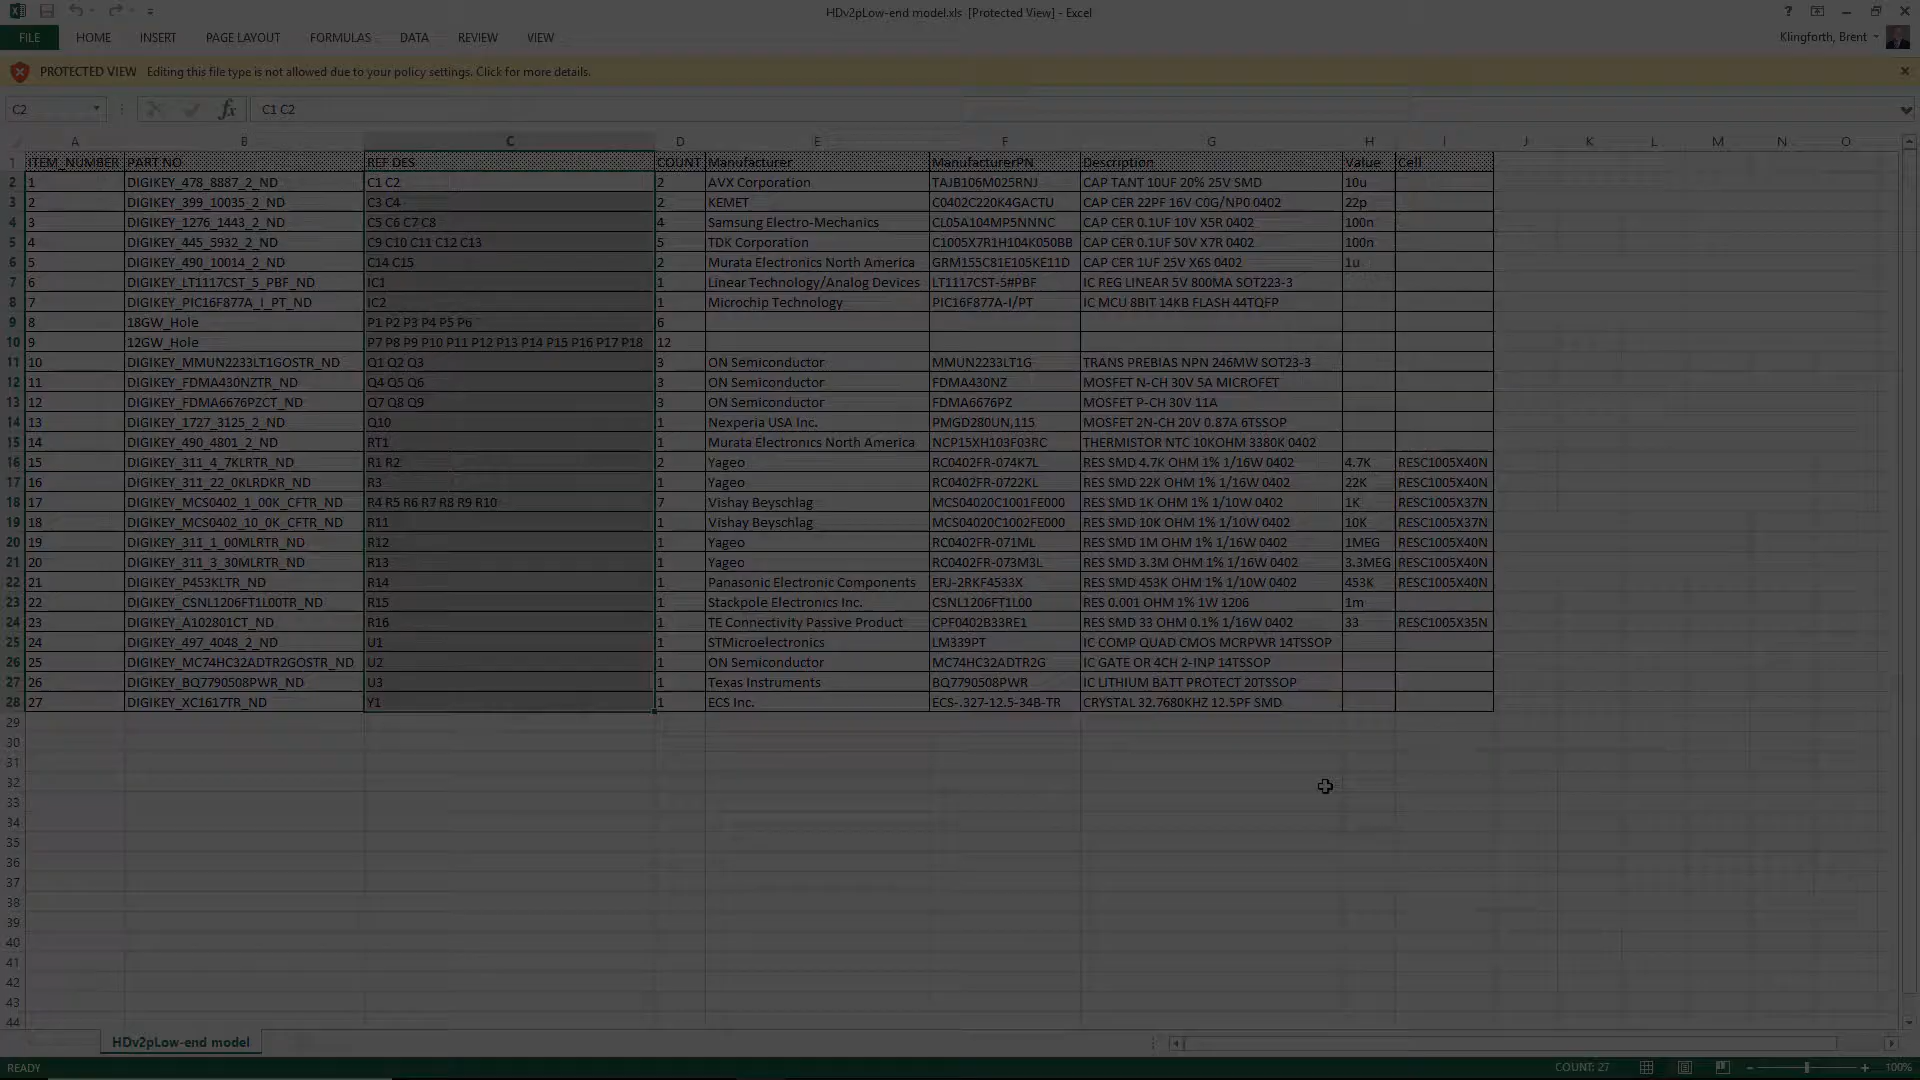 HDv2pLow-end model.xls [Protected View] - Excel
FILE HOME INSERT PAGE LAYOUT FORMULAS DATA REVIEW VIEW Klingforth, Brent
PROTECTED VIEW Editing this file type is not allowed due to your policy settings. Click for more details.
C2 fx C1 C2
A B C D E F G H I J K L M N O
1 ITEM_NUMBER PART NO REF DES COUNT Manufacturer ManufacturerPN Description Value Cell
2 1 DIGIKEY_478_8887_2_ND C1 C2 2 AVX Corporation TAJB106M025RNJ CAP TANT 10UF 20% 25V SMD 10u
3 2 DIGIKEY_399_10035_2_ND C3 C4 2 KEMET C0402C220K4GACTU CAP CER 22PF 16V C0G/NP0 0402 22p
4 3 DIGIKEY_1276_1443_2_ND C5 C6 C7 C8 4 Samsung Electro-Mechanics CL05A104MP5NNNC CAP CER 0.1UF 10V X5R 0402 100n
5 4 DIGIKEY_445_5932_2_ND C9 C10 C11 C12 C13 5 TDK Corporation C1005X7R1H104K050BB CAP CER 0.1UF 50V X7R 0402 100n
6 5 DIGIKEY_490_10014_2_ND C14 C15 2 Murata Electronics North America GRM155C81E105KE11D CAP CER 1UF 25V X6S 0402 1u
7 6 DIGIKEY_LT1117CST_5_PBF_ND IC1 1 Linear Technology/Analog Devices LT1117CST-5#PBF IC REG LINEAR 5V 800MA SOT223-3
8 7 DIGIKEY_PIC16F877A_I_PT_ND IC2 1 Microchip Technology PIC16F877A-I/PT IC MCU 8BIT 14KB FLASH 44TQFP
9 8 18GW_Hole P1 P2 P3 P4 P5 P6 6
10 9 12GW_Hole P7 P8 P9 P10 P11 P12 P13 P14 P15 P16 P17 P18 12
11 10 DIGIKEY_MMUN2233LT1GOSTR_ND Q1 Q2 Q3 3 ON Semiconductor MMUN2233LT1G TRANS PREBIAS NPN 246MW SOT23-3
12 11 DIGIKEY_FDMA430NZTR_ND Q4 Q5 Q6 3 ON Semiconductor FDMA430NZ MOSFET N-CH 30V 5A MICROFET
13 12 DIGIKEY_FDMA6676PZCT_ND Q7 Q8 Q9 3 ON Semiconductor FDMA6676PZ MOSFET P-CH 30V 11A
14 13 DIGIKEY_1727_3125_2_ND Q10 1 Nexperia USA Inc. PMGD280UN,115 MOSFET 2N-CH 20V 0.87A 6TSSOP
15 14 DIGIKEY_490_4801_2_ND RT1 1 Murata Electronics North America NCP15XH103F03RC THERMISTOR NTC 10KOHM 3380K 0402
16 15 DIGIKEY_311_4_7KLRTR_ND R1 R2 2 Yageo RC0402FR-074K7L RES SMD 4.7K OHM 1% 1/16W 0402 4.7K RESC1005X40N
17 16 DIGIKEY_311_22_0KLRDKR_ND R3 1 Yageo RC0402FR-0722KL RES SMD 22K OHM 1% 1/16W 0402 22K RESC1005X40N
18 17 DIGIKEY_MCS0402_1_00K_CFTR_ND R4 R5 R6 R7 R8 R9 R10 7 Vishay Beyschlag MCS04020C1001FE000 RES SMD 1K OHM 1% 1/10W 0402 1K RESC1005X37N
19 18 DIGIKEY_MCS0402_10_0K_CFTR_ND R11 1 Vishay Beyschlag MCS04020C1002FE000 RES SMD 10K OHM 1% 1/10W 0402 10K RESC1005X37N
20 19 DIGIKEY_311_1_00MLRTR_ND R12 1 Yageo RC0402FR-071ML RES SMD 1M OHM 1% 1/16W 0402 1MEG RESC1005X40N
21 20 DIGIKEY_311_3_30MLRTR_ND R13 1 Yageo RC0402FR-073M3L RES SMD 3.3M OHM 1% 1/16W 0402 3.3MEG RESC1005X40N
22 21 DIGIKEY_P453KLTR_ND R14 1 Panasonic Electronic Components ERJ-2RKF4533X RES SMD 453K OHM 1% 1/10W 0402 453K RESC1005X40N
23 22 DIGIKEY_CSNL1206FT1L00TR_ND R15 1 Stackpole Electronics Inc. CSNL1206FT1L00 RES 0.001 OHM 1% 1W 1206 1m
24 23 DIGIKEY_A102801CT_ND R16 1 TE Connectivity Passive Product CPF0402B33RE1 RES SMD 33 OHM 0.1% 1/16W 0402 33 RESC1005X35N
25 24 DIGIKEY_497_4048_2_ND U1 1 STMicroelectronics LM339PT IC COMP QUAD CMOS MCRPWR 14TSSOP
26 25 DIGIKEY_MC74HC32ADTR2GOSTR_ND U2 1 ON Semiconductor MC74HC32ADTR2G IC GATE OR 4CH 2-INP 14TSSOP
27 26 DIGIKEY_BQ7790508PWR_ND U3 1 Texas Instruments BQ7790508PWR IC LITHIUM BATT PROTECT 20TSSOP
28 27 DIGIKEY_XC1617TR_ND Y1 1 ECS Inc. ECS-.327-12.5-34B-TR CRYSTAL 32.7680KHZ 12.5PF SMD
29
30
31
32
33
34
35
36
37
38
39
40
41
42
43
44
HDv2pLow-end model
READY COUNT: 27 100%